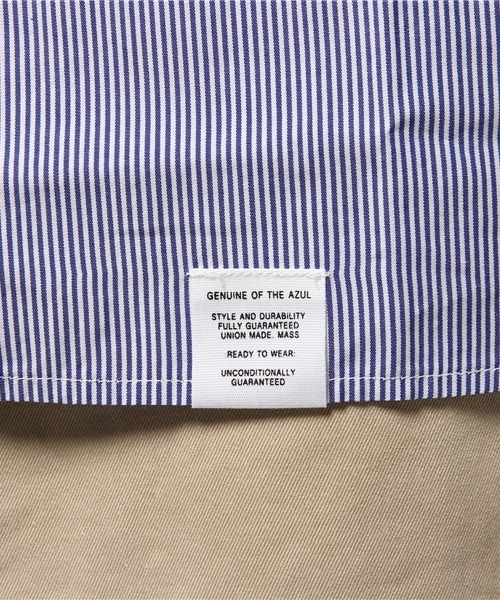 GENUINE OF THE AZUL
STYLE AND DURABILITY
FULLY GUARANTEED
UNION MADE. MASS
READY TO WEAR:
UNCONDITIONALLY
GUARANTEED